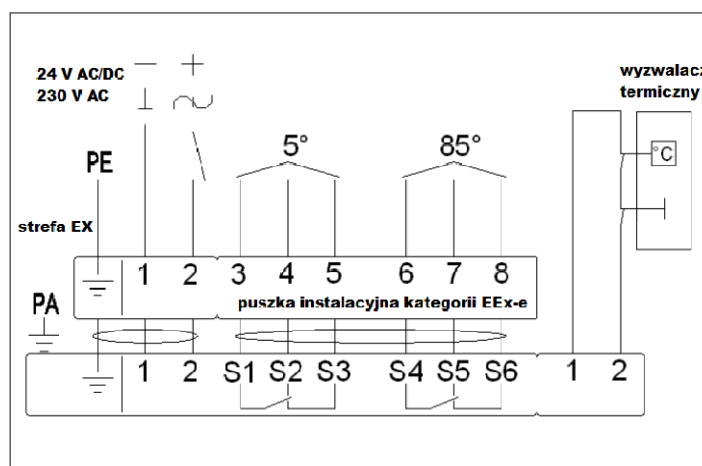 24 V AC/DC
230 V AC
wyzwalacz
termiczny
°C
5°
85°
PE
strefa EX
1 2 3 4 5 6 7 8
puszka instalacyjna kategorii EEx-e
PA
1 2 S1 S2 S3 S4 S5 S6 1 2